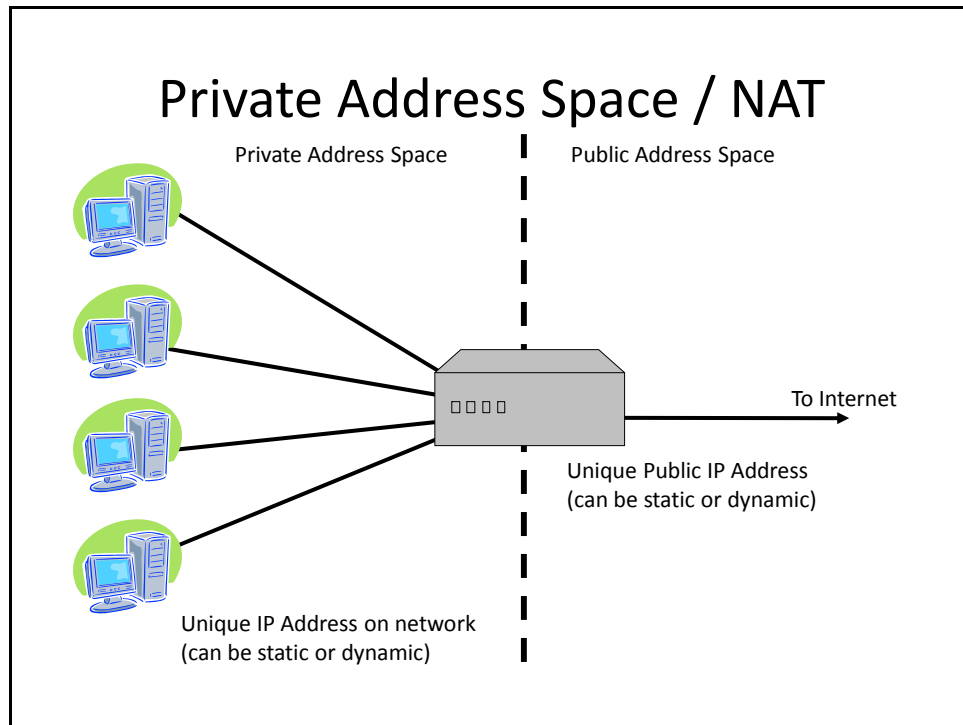 Private Address Space / NAT
Private Address Space
Public Address Space
To Internet
Unique Public IP Address
(can be static or dynamic)
Unique IP Address on network
(can be static or dynamic)